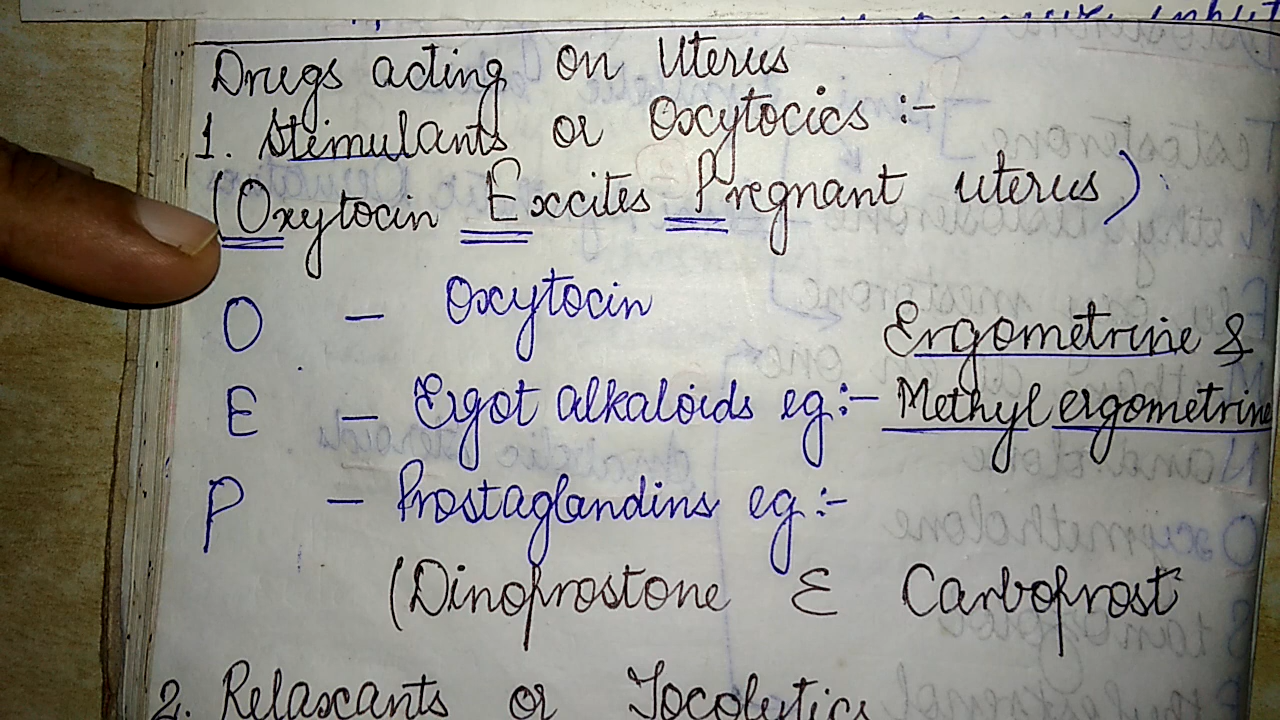 Drugs acting on Uterus
1. Stimulants or Oxytocics :-
(Oxytocin Excites Pregnant uterus)
O - Oxytocin
Ergometrine &
E - Ergot alkaloids eg:- Methyl ergometrine
P - Prostaglandins eg:-
(Dinoprostone & Carboprost
2. Relaxants or Tocolytics